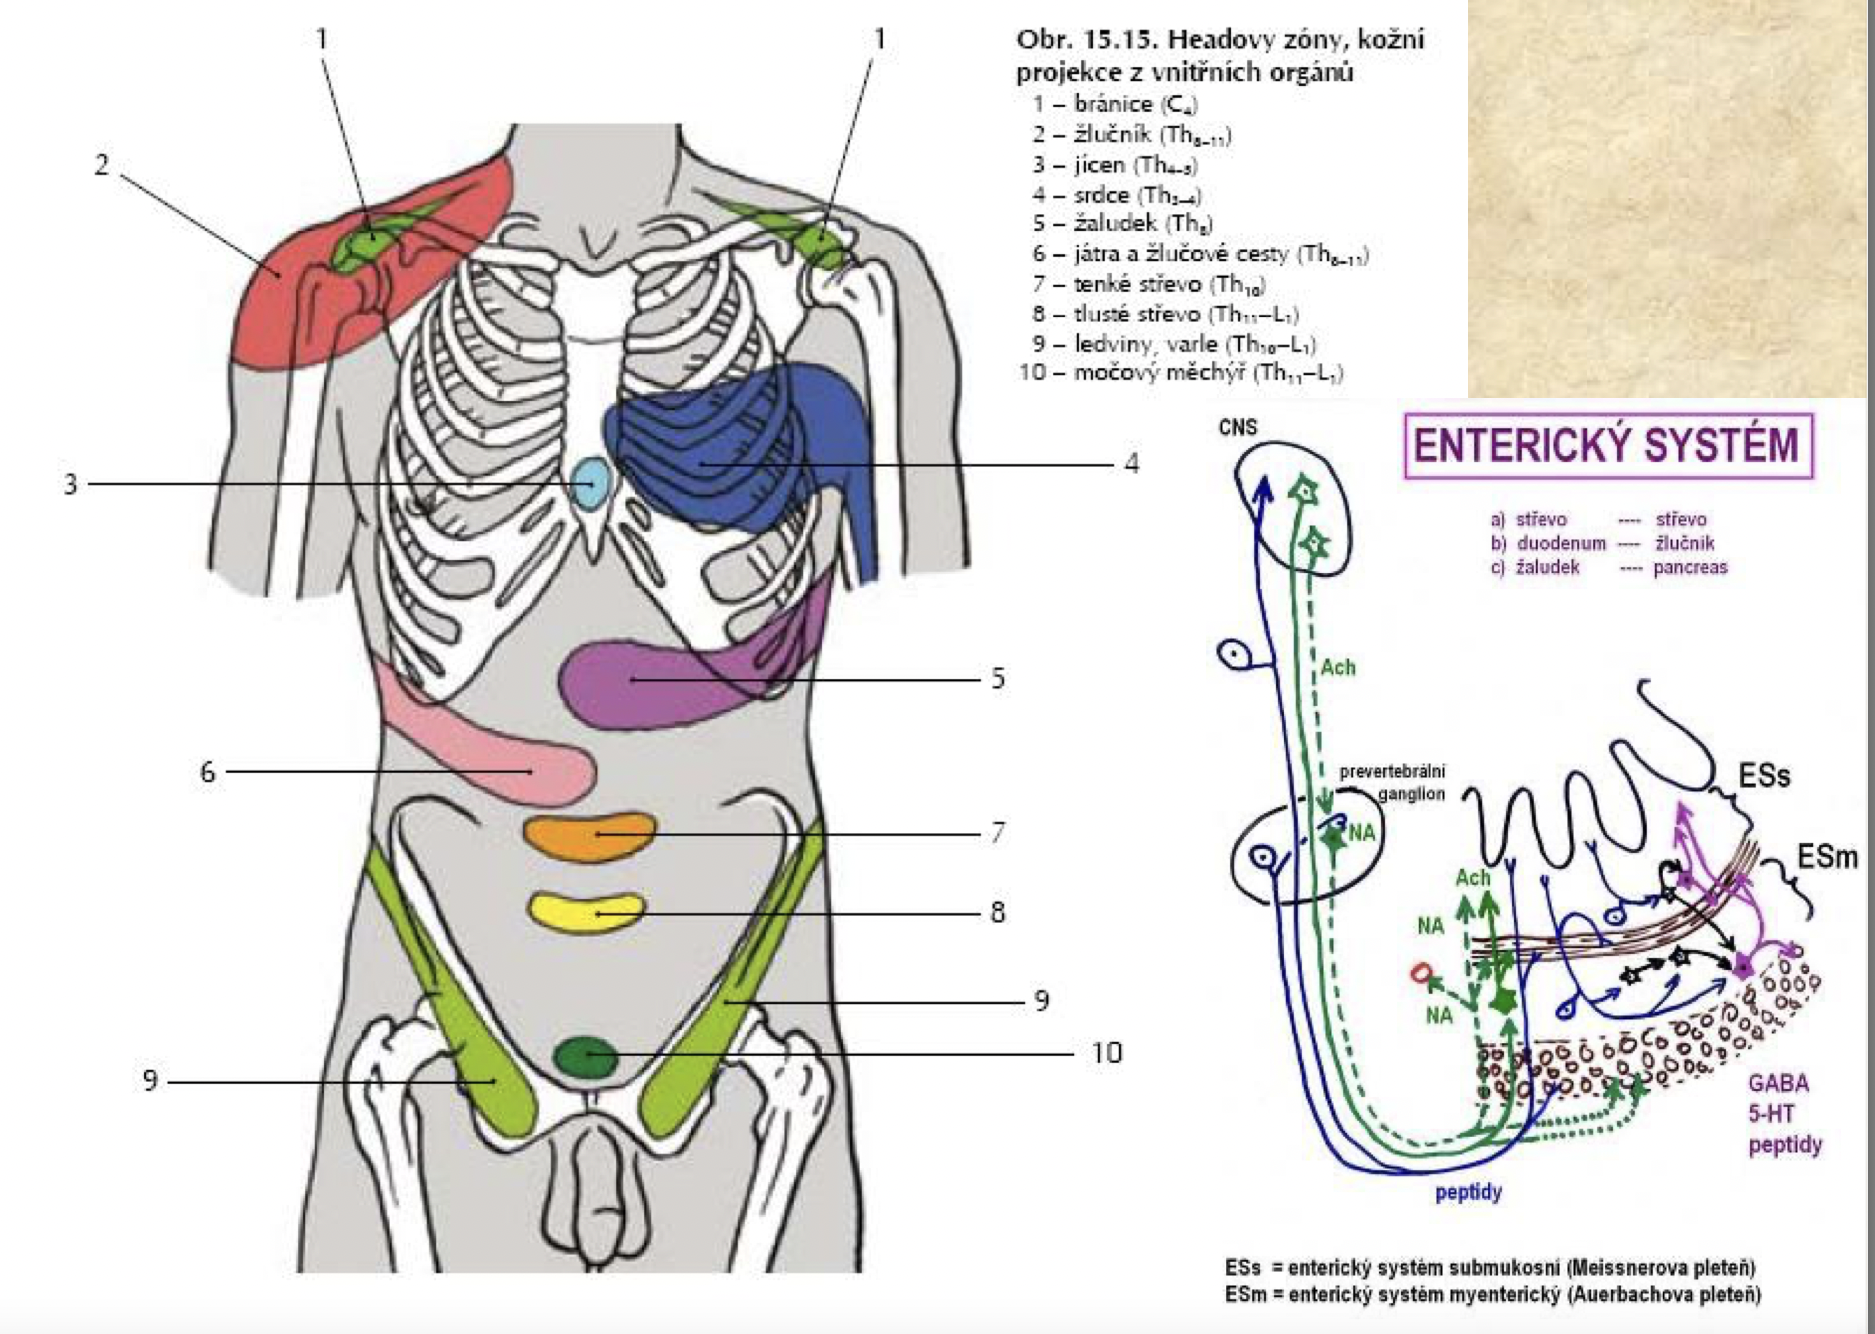 1
1
2
3
4
5
6
7
8
9
9
10
Obr. 15.15. Headovy zóny, kožní
projekce z vnitřních orgánů
1 – bránice (C₄)
2 – žlučník (Th₈₋₁₁)
3 – jícen (Th₄₋₅)
4 – srdce (Th₃₋₄)
5 – žaludek (Th₈)
6 – játra a žlučové cesty (Th₈₋₁₁)
7 – tenké střevo (Th₁₀)
8 – tlusté střevo (Th₁₁–L₁)
9 – ledviny, varle (Th₁₀–L₁)
10 – močový měchýř (Th₁₁–L₁)
ENTERICKÝ SYSTÉM
a) střevo ---- střevo
b) duodenum ---- žlučnik
c) žaludek ---- pancreas
CNS
Ach
prevertebrální
ganglion
NA
ESs
ESm
Ach
NA
NA
GABA
5-HT
peptidy
peptidy
ESs = enterický systém submukosní (Meissnerova pleteň)
ESm = enterický systém myenterický (Auerbachova pleteň)